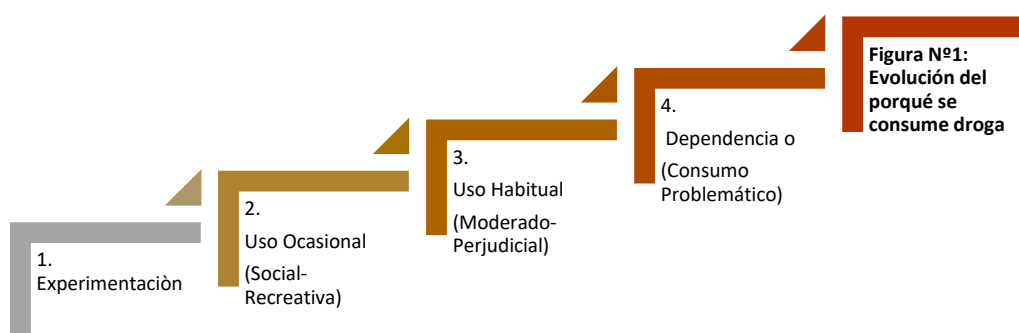 1.
Experimentaciòn
2.
Uso Ocasional
(Social-
Recreativa)
3.
Uso Habitual
(Moderado-
Perjudicial)
4.
Dependencia o
(Consumo
Problemático)
Figura Nº1:
Evolución del
porqué se
consume droga